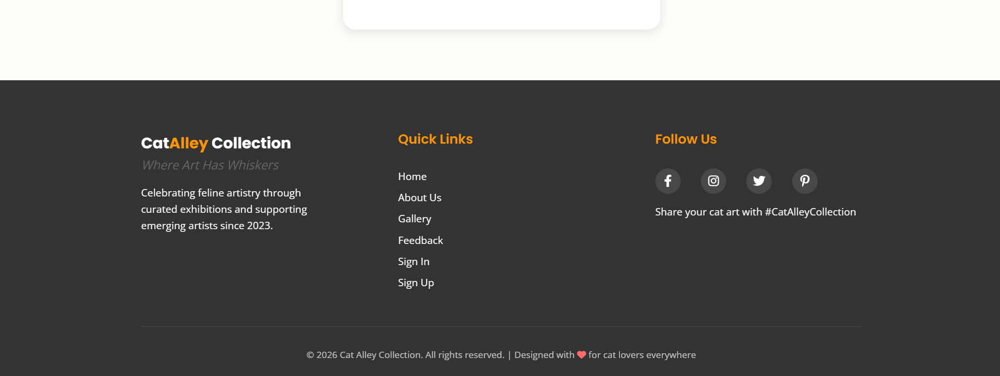 CatAlley Collection
Where Art Has Whiskers
Celebrating feline artistry through
curated exhibitions and supporting
emerging artists since 2023.
Quick Links
Home
About Us
Gallery
Feedback
Sign In
Sign Up
Follow Us
Share your cat art with #CatAlleyCollection
© 2026 Cat Alley Collection. All rights reserved. | Designed with ❤ for cat lovers everywhere